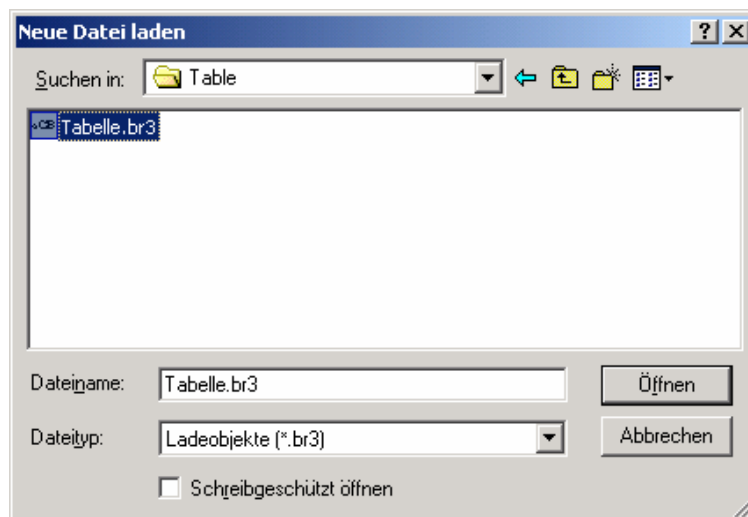 Neue Datei laden
Suchen in: Table
Tabelle.br3
Dateiname: Tabelle.br3 Öffnen
Dateityp: Ladeobjekte (*.br3) Abbrechen
Schreibgeschützt öffnen